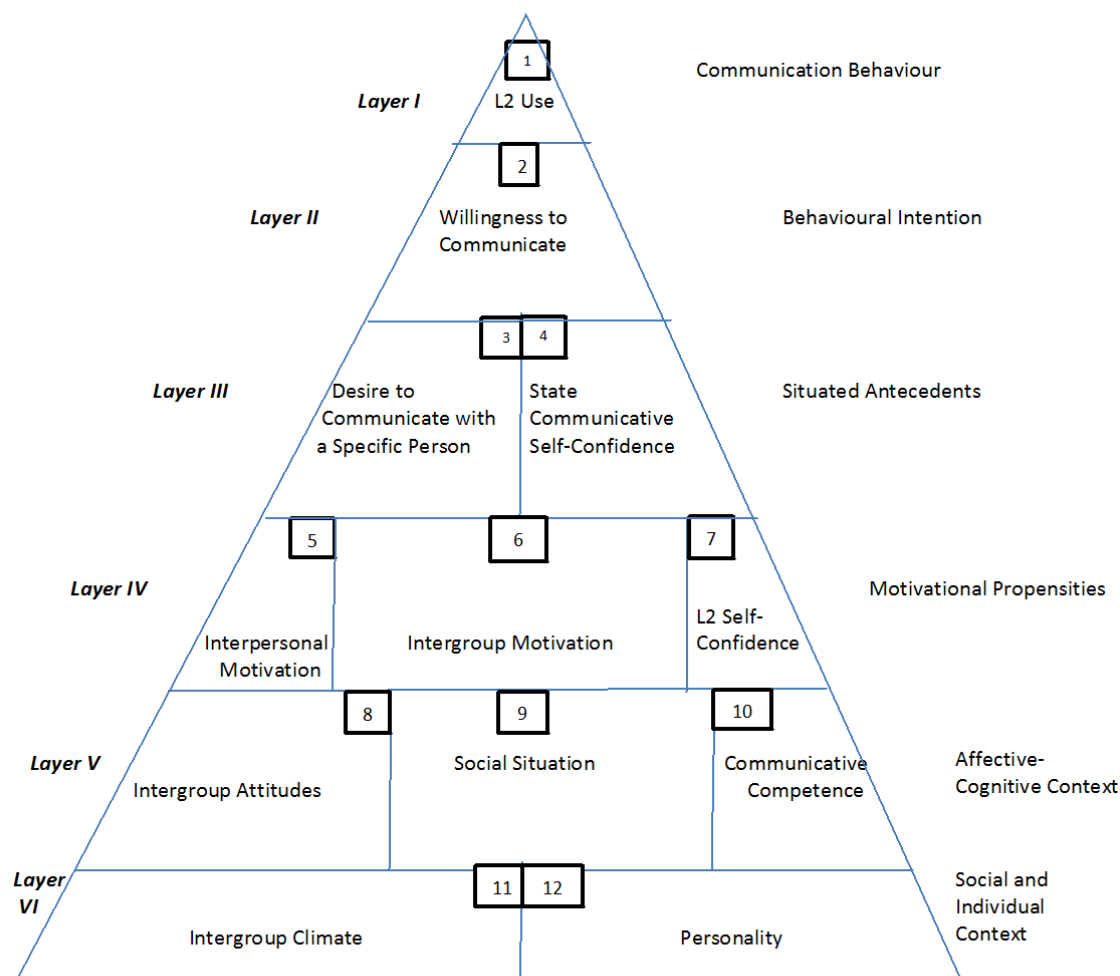 1
Communication Behaviour
Layer I
L2 Use
2
Layer II
Willingness to
Communicate
Behavioural Intention
3
4
Layer III
Desire to
Communicate with
a Specific Person
State
Communicative
Self-Confidence
Situated Antecedents
5
6
7
Layer IV
Interpersonal
Motivation
Intergroup Motivation
L2 Self-
Confidence
Motivational Propensities
8
9
10
Layer V
Intergroup Attitudes
Social Situation
Communicative
Competence
Affective-
Cognitive Context
11
12
Layer
VI
Intergroup Climate
Personality
Social and
Individual
Context